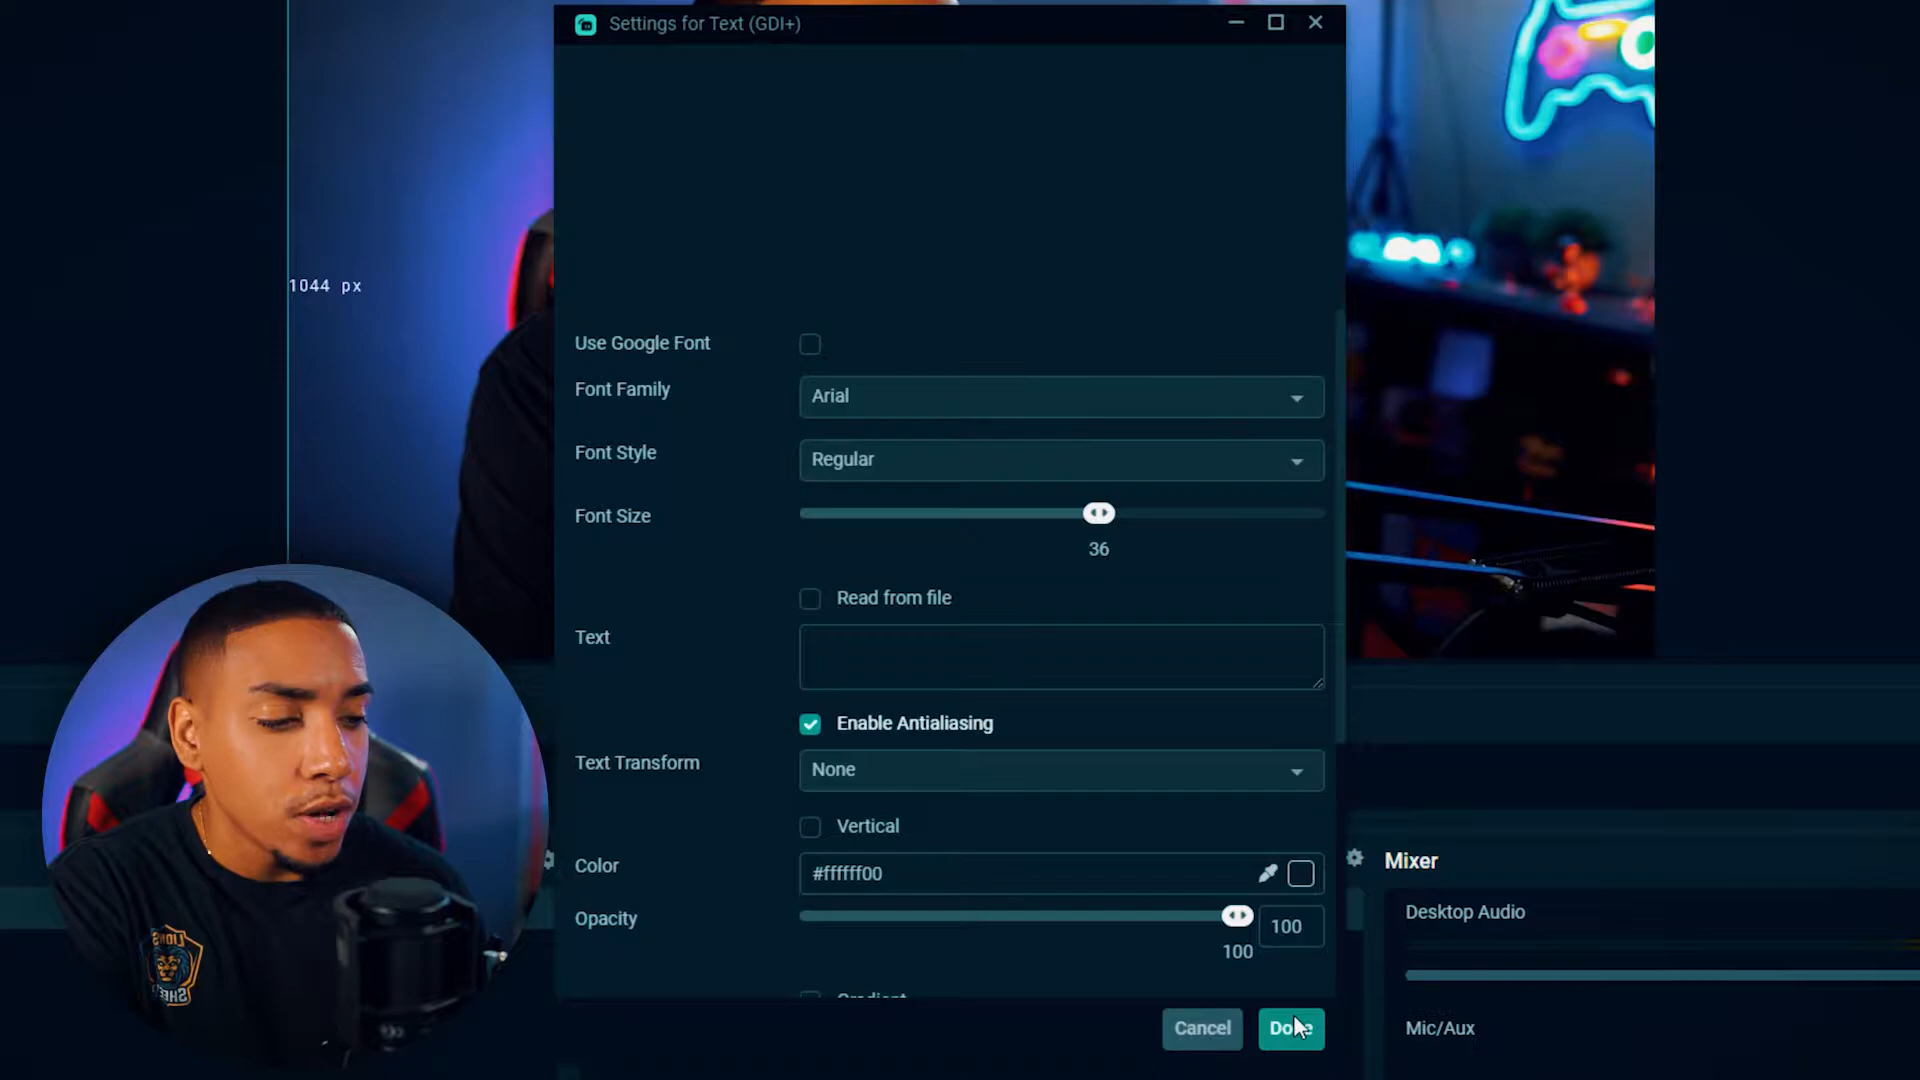 Settings for Text (GDI+)
1044 px
Use Google Font
Font Family
Arial
Font Style
Regular
Font Size
36
Read from file
Text
Enable Antialiasing
Text Transform
None
Vertical
Color
#ffffff00
Opacity
100
100
Gradient
Cancel
Done
Mixer
Desktop Audio
Mic/Aux
LIONS